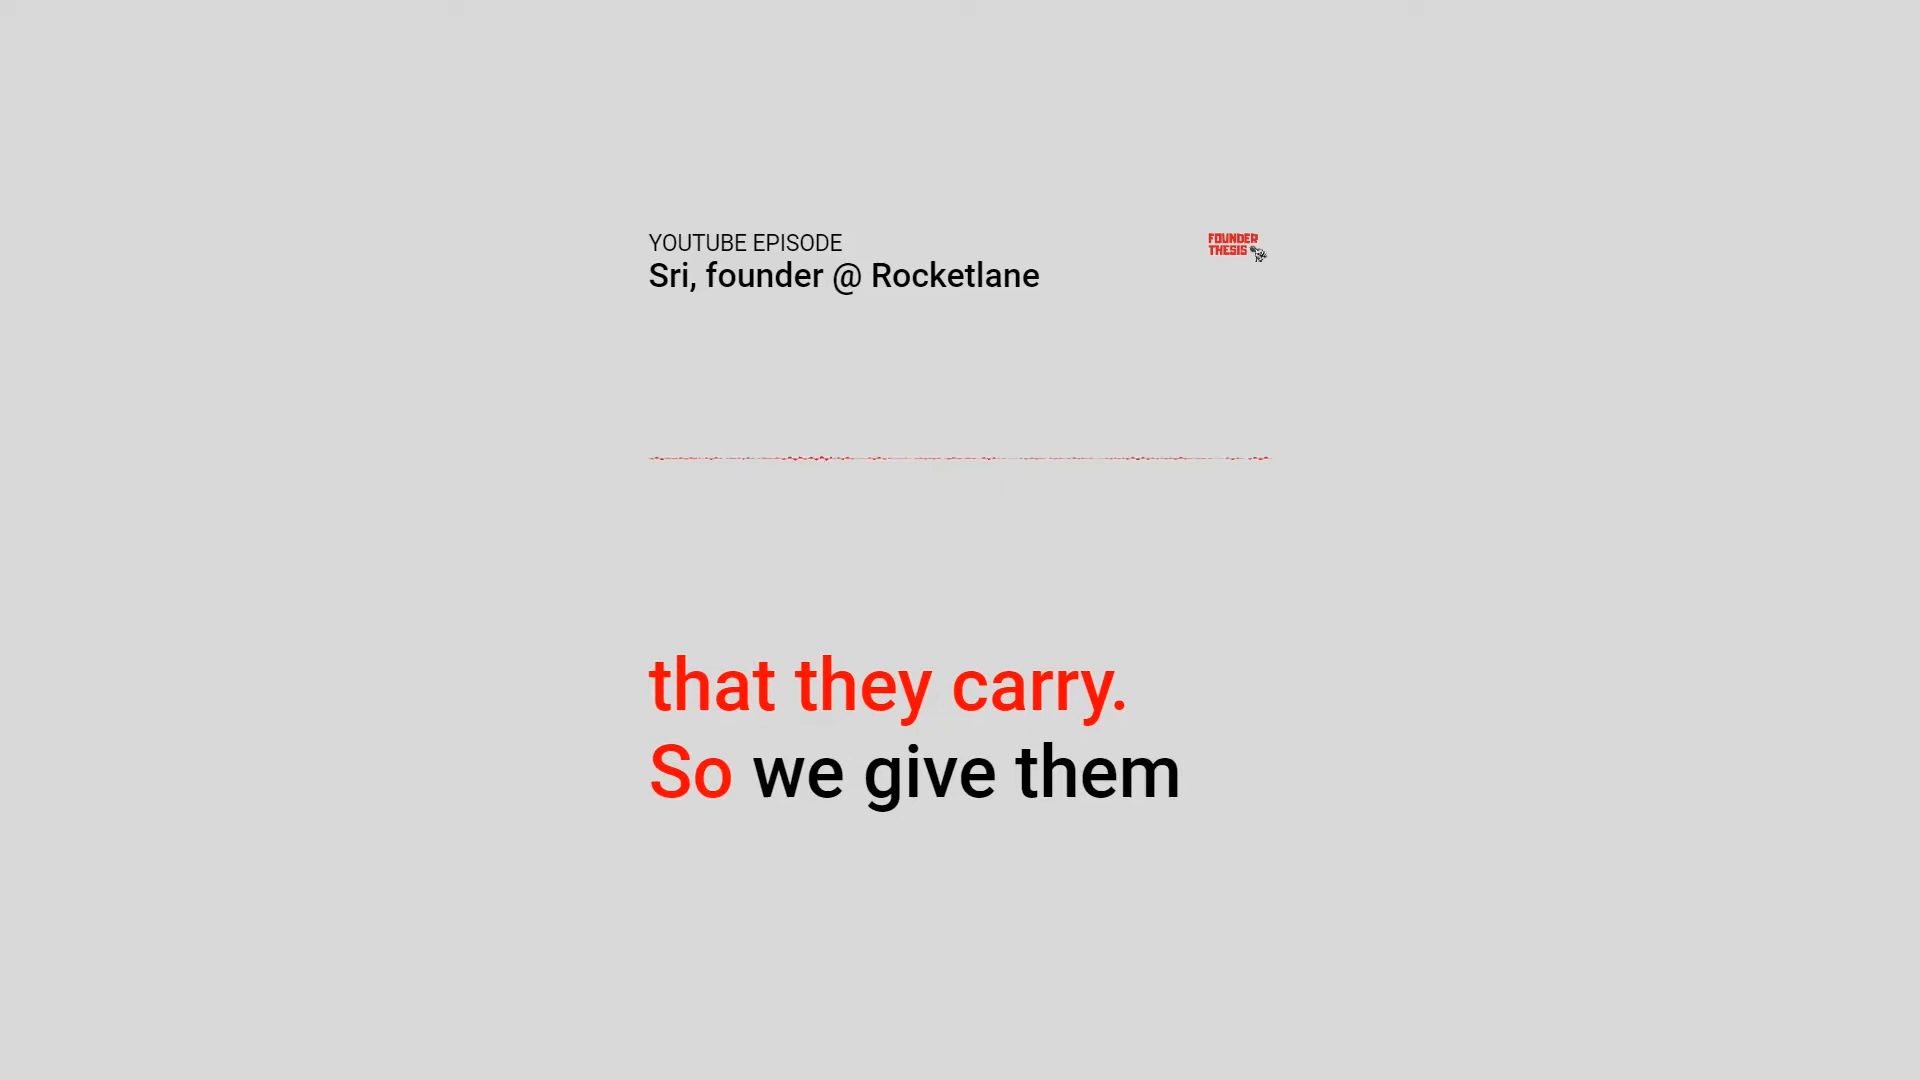 YOUTUBE EPISODE
Sri, founder @ Rocketlane
FOUNDER
THESIS
that they carry.
So we give them